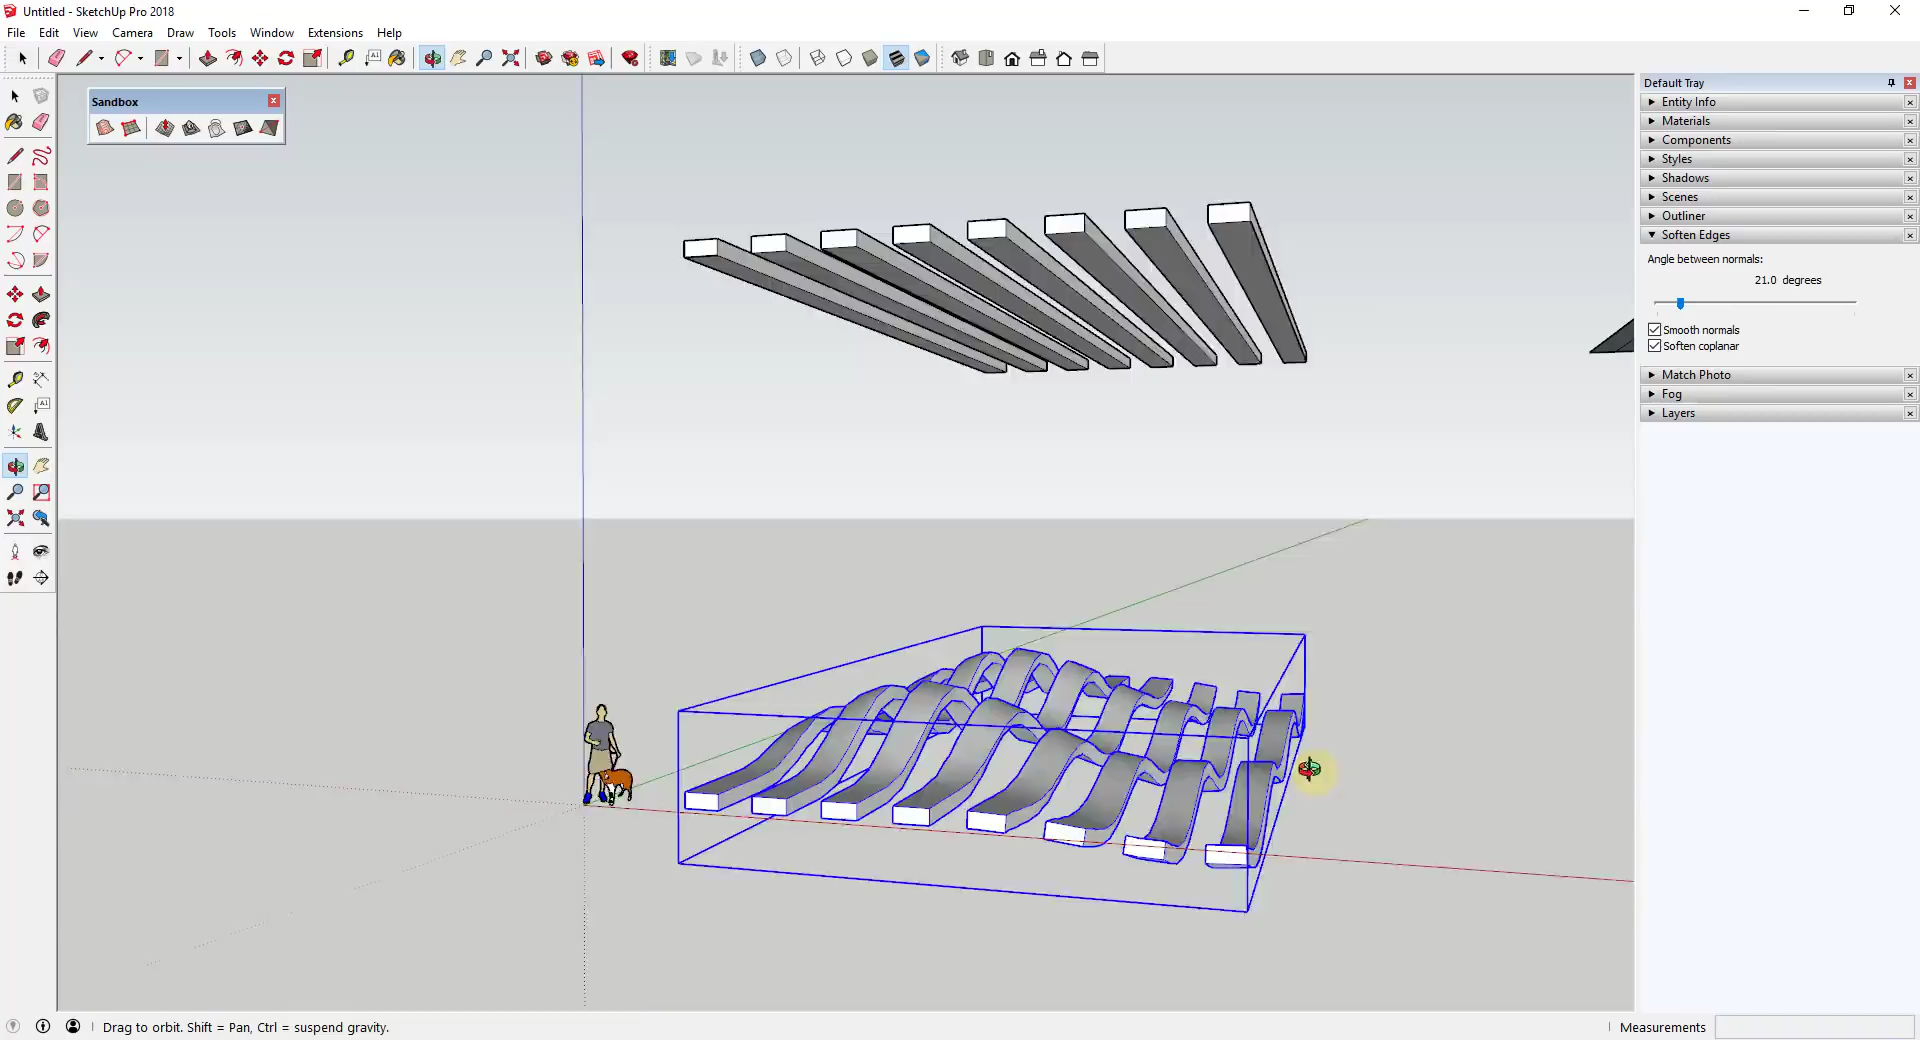 Untitled - SketchUp Pro 2018
File Edit View Camera Draw Tools Window Extensions Help
Sandbox
Default Tray
Entity Info
Materials
Components
Styles
Shadows
Scenes
Outliner
Soften Edges
Angle between normals:
21.0 degrees
Smooth normals
Soften coplanar
Match Photo
Fog
Layers
Drag to orbit. Shift = Pan, Ctrl = suspend gravity.
Measurements